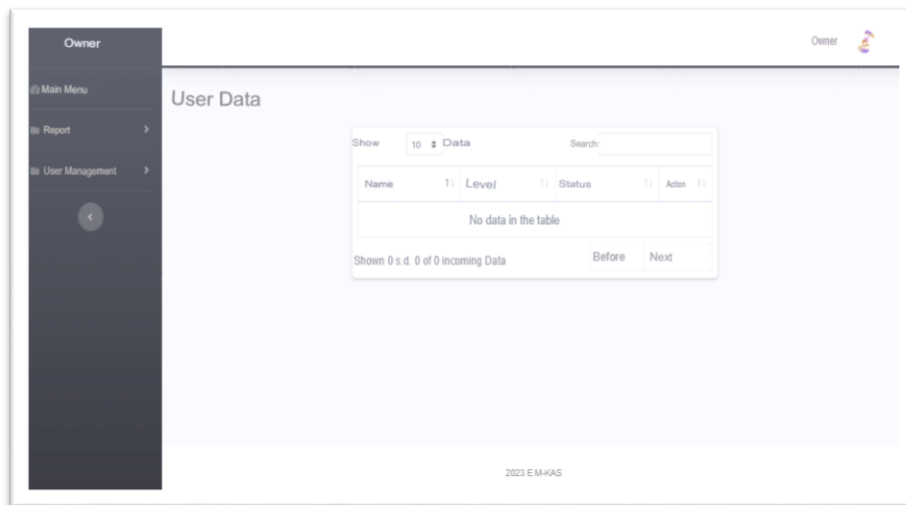 Owner
Owner
Main Menu
Report
User Management
User Data
Show 10 Data Search:
Name Level Status Action
No data in the table
Shown 0 s.d. 0 of 0 incoming Data Before Next
2023 E M-KAS